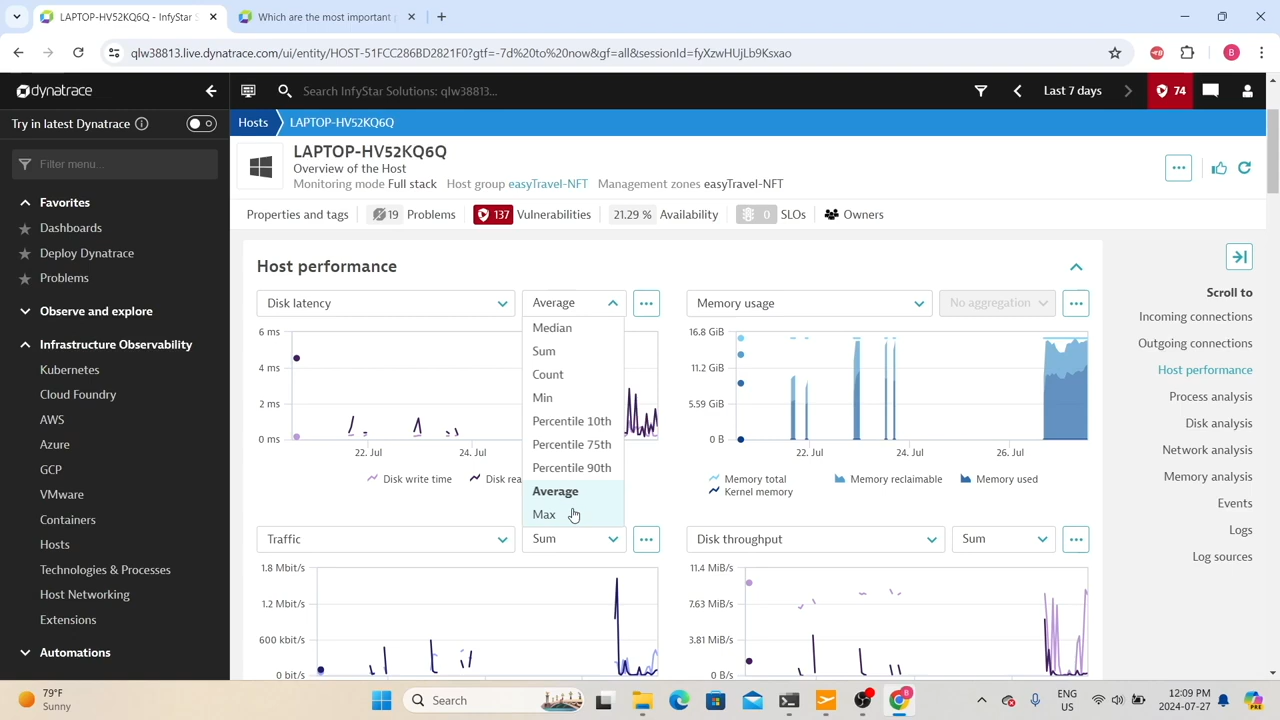 LAPTOP-HV52KQ6Q - InfyStar S
Which are the most important p
qlw38813.live.dynatrace.com/ui/entity/HOST-51FCC286BD2821F0?gtf=-7d%20to%20now&gf=all&sessionId=fyXzwHUjLb9Ksxao
B
dynatrace
Search InfyStar Solutions: qlw38813...
Last 7 days
74
Try in latest Dynatrace
Hosts
LAPTOP-HV52KQ6Q
Filter menu...
LAPTOP-HV52KQ6Q
Overview of the Host
Monitoring mode Full stack Host group easyTravel-NFT Management zones easyTravel-NFT
Properties and tags
19 Problems
137 Vulnerabilities
21.29 % Availability
0 SLOs
Owners
Favorites
Dashboards
Deploy Dynatrace
Problems
Observe and explore
Infrastructure Observability
Kubernetes
Cloud Foundry
AWS
Azure
GCP
VMware
Containers
Hosts
Technologies & Processes
Host Networking
Extensions
Automations
Host performance
Disk latency
Average
6 ms
4 ms
2 ms
0 ms
22. Jul
24. Jul
Disk write time
Disk rea
Median
Sum
Count
Min
Percentile 10th
Percentile 75th
Percentile 90th
Average
Max
Memory usage
No aggregation
16.8 GiB
11.2 GiB
5.59 GiB
0 B
22. Jul
24. Jul
26. Jul
Memory total
Memory reclaimable
Memory used
Kernel memory
Traffic
Sum
1.8 Mbit/s
1.2 Mbit/s
600 kbit/s
0 bit/s
Disk throughput
Sum
11.4 MiB/s
7.63 MiB/s
3.81 MiB/s
0 B/s
Scroll to
Incoming connections
Outgoing connections
Host performance
Process analysis
Disk analysis
Network analysis
Memory analysis
Events
Logs
Log sources
79°F
Sunny
Search
B
ENG
US
12:09 PM
2024-07-27
PRE